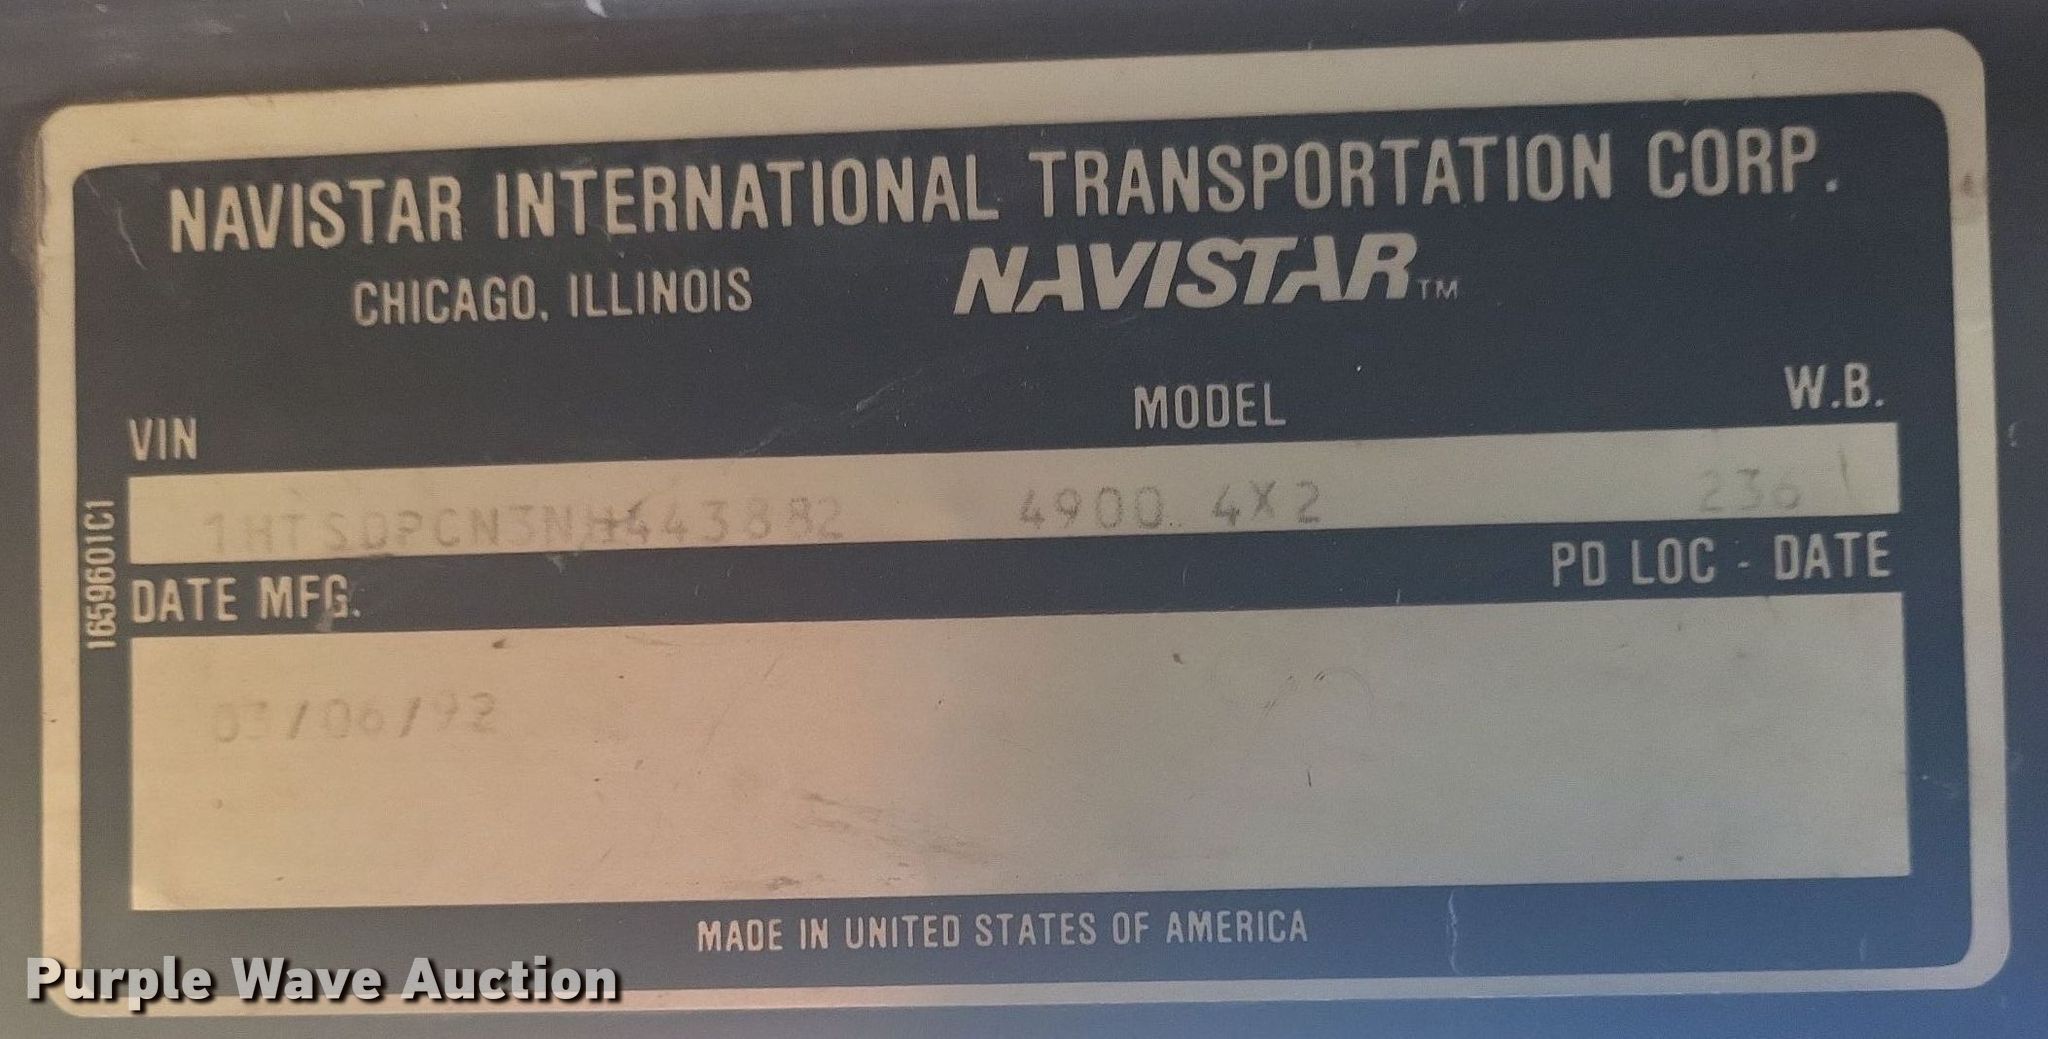 NAVISTAR INTERNATIONAL TRANSPORTATION CORP.
CHICAGO, ILLINOIS NAVISTAR™
VIN MODEL W.B.
1HTSDPCN3NH443882 4900 4X2 236
1659601C1
DATE MFG. PD LOC - DATE
03/06/92
MADE IN UNITED STATES OF AMERICA
Purple Wave Auction